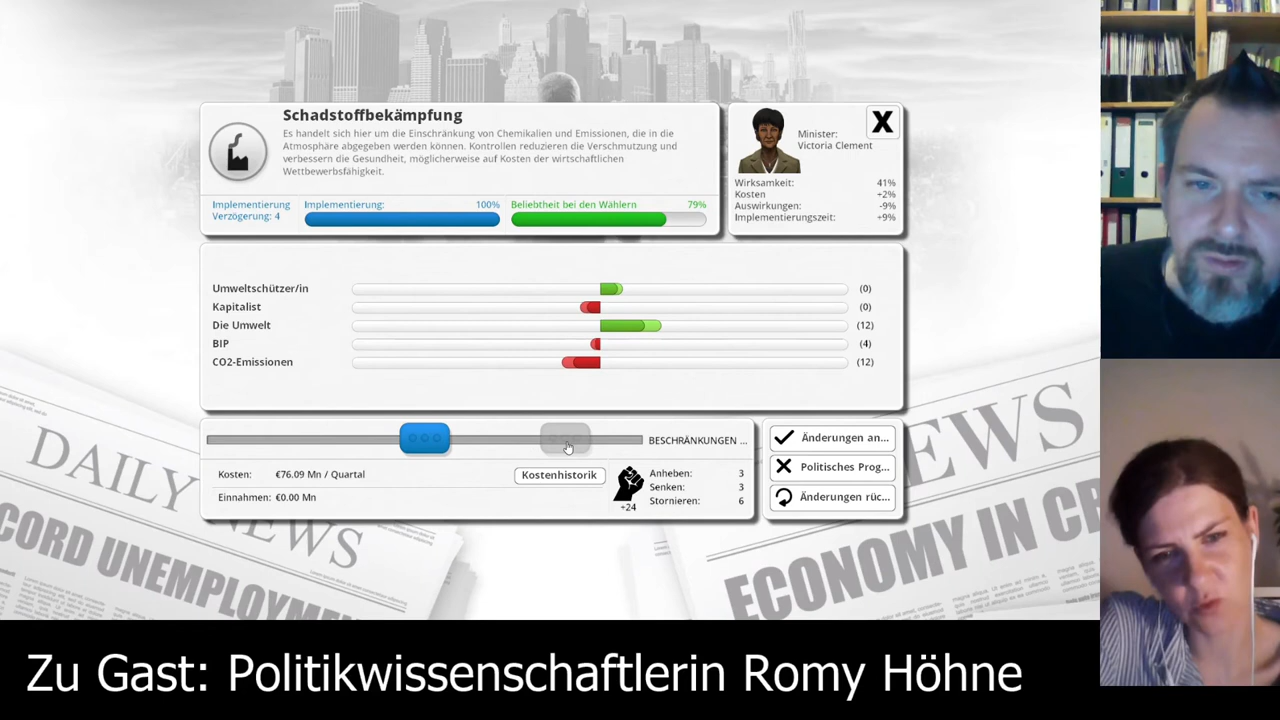 Schadstoffbekämpfung
Es handelt sich hier um die Einschränkung von Chemikalien und Emissionen, die in die
Atmosphäre abgegeben werden können. Kontrollen reduzieren die Verschmutzung und
verbessern die Gesundheit, möglicherweise auf Kosten der wirtschaftlichen
Wettbewerbsfähigkeit.
Implementierung
Verzögerung: 4
Implementierung: 100%
Beliebtheit bei den Wählern 79%
X
Minister:
Victoria Clement
Wirksamkeit: 41%
Kosten +2%
Auswirkungen: -9%
Implementierungszeit: +9%
Umweltschützer/in (0)
Kapitalist (0)
Die Umwelt (12)
BIP (4)
CO2-Emissionen (12)
BESCHRÄNKUNGEN ...
Kosten: €76.09 Mn / Quartal
Kostenhistorik
Einnahmen: €0.00 Mn
+24
Anheben: 3
Senken: 3
Stornieren: 6
Änderungen an...
Politisches Prog...
Änderungen rüc...
DAILY NEWS
CORD UNEMPLOYME
NEWS
ECONOMY IN CR
Zu Gast: Politikwissenschaftlerin Romy Höhne